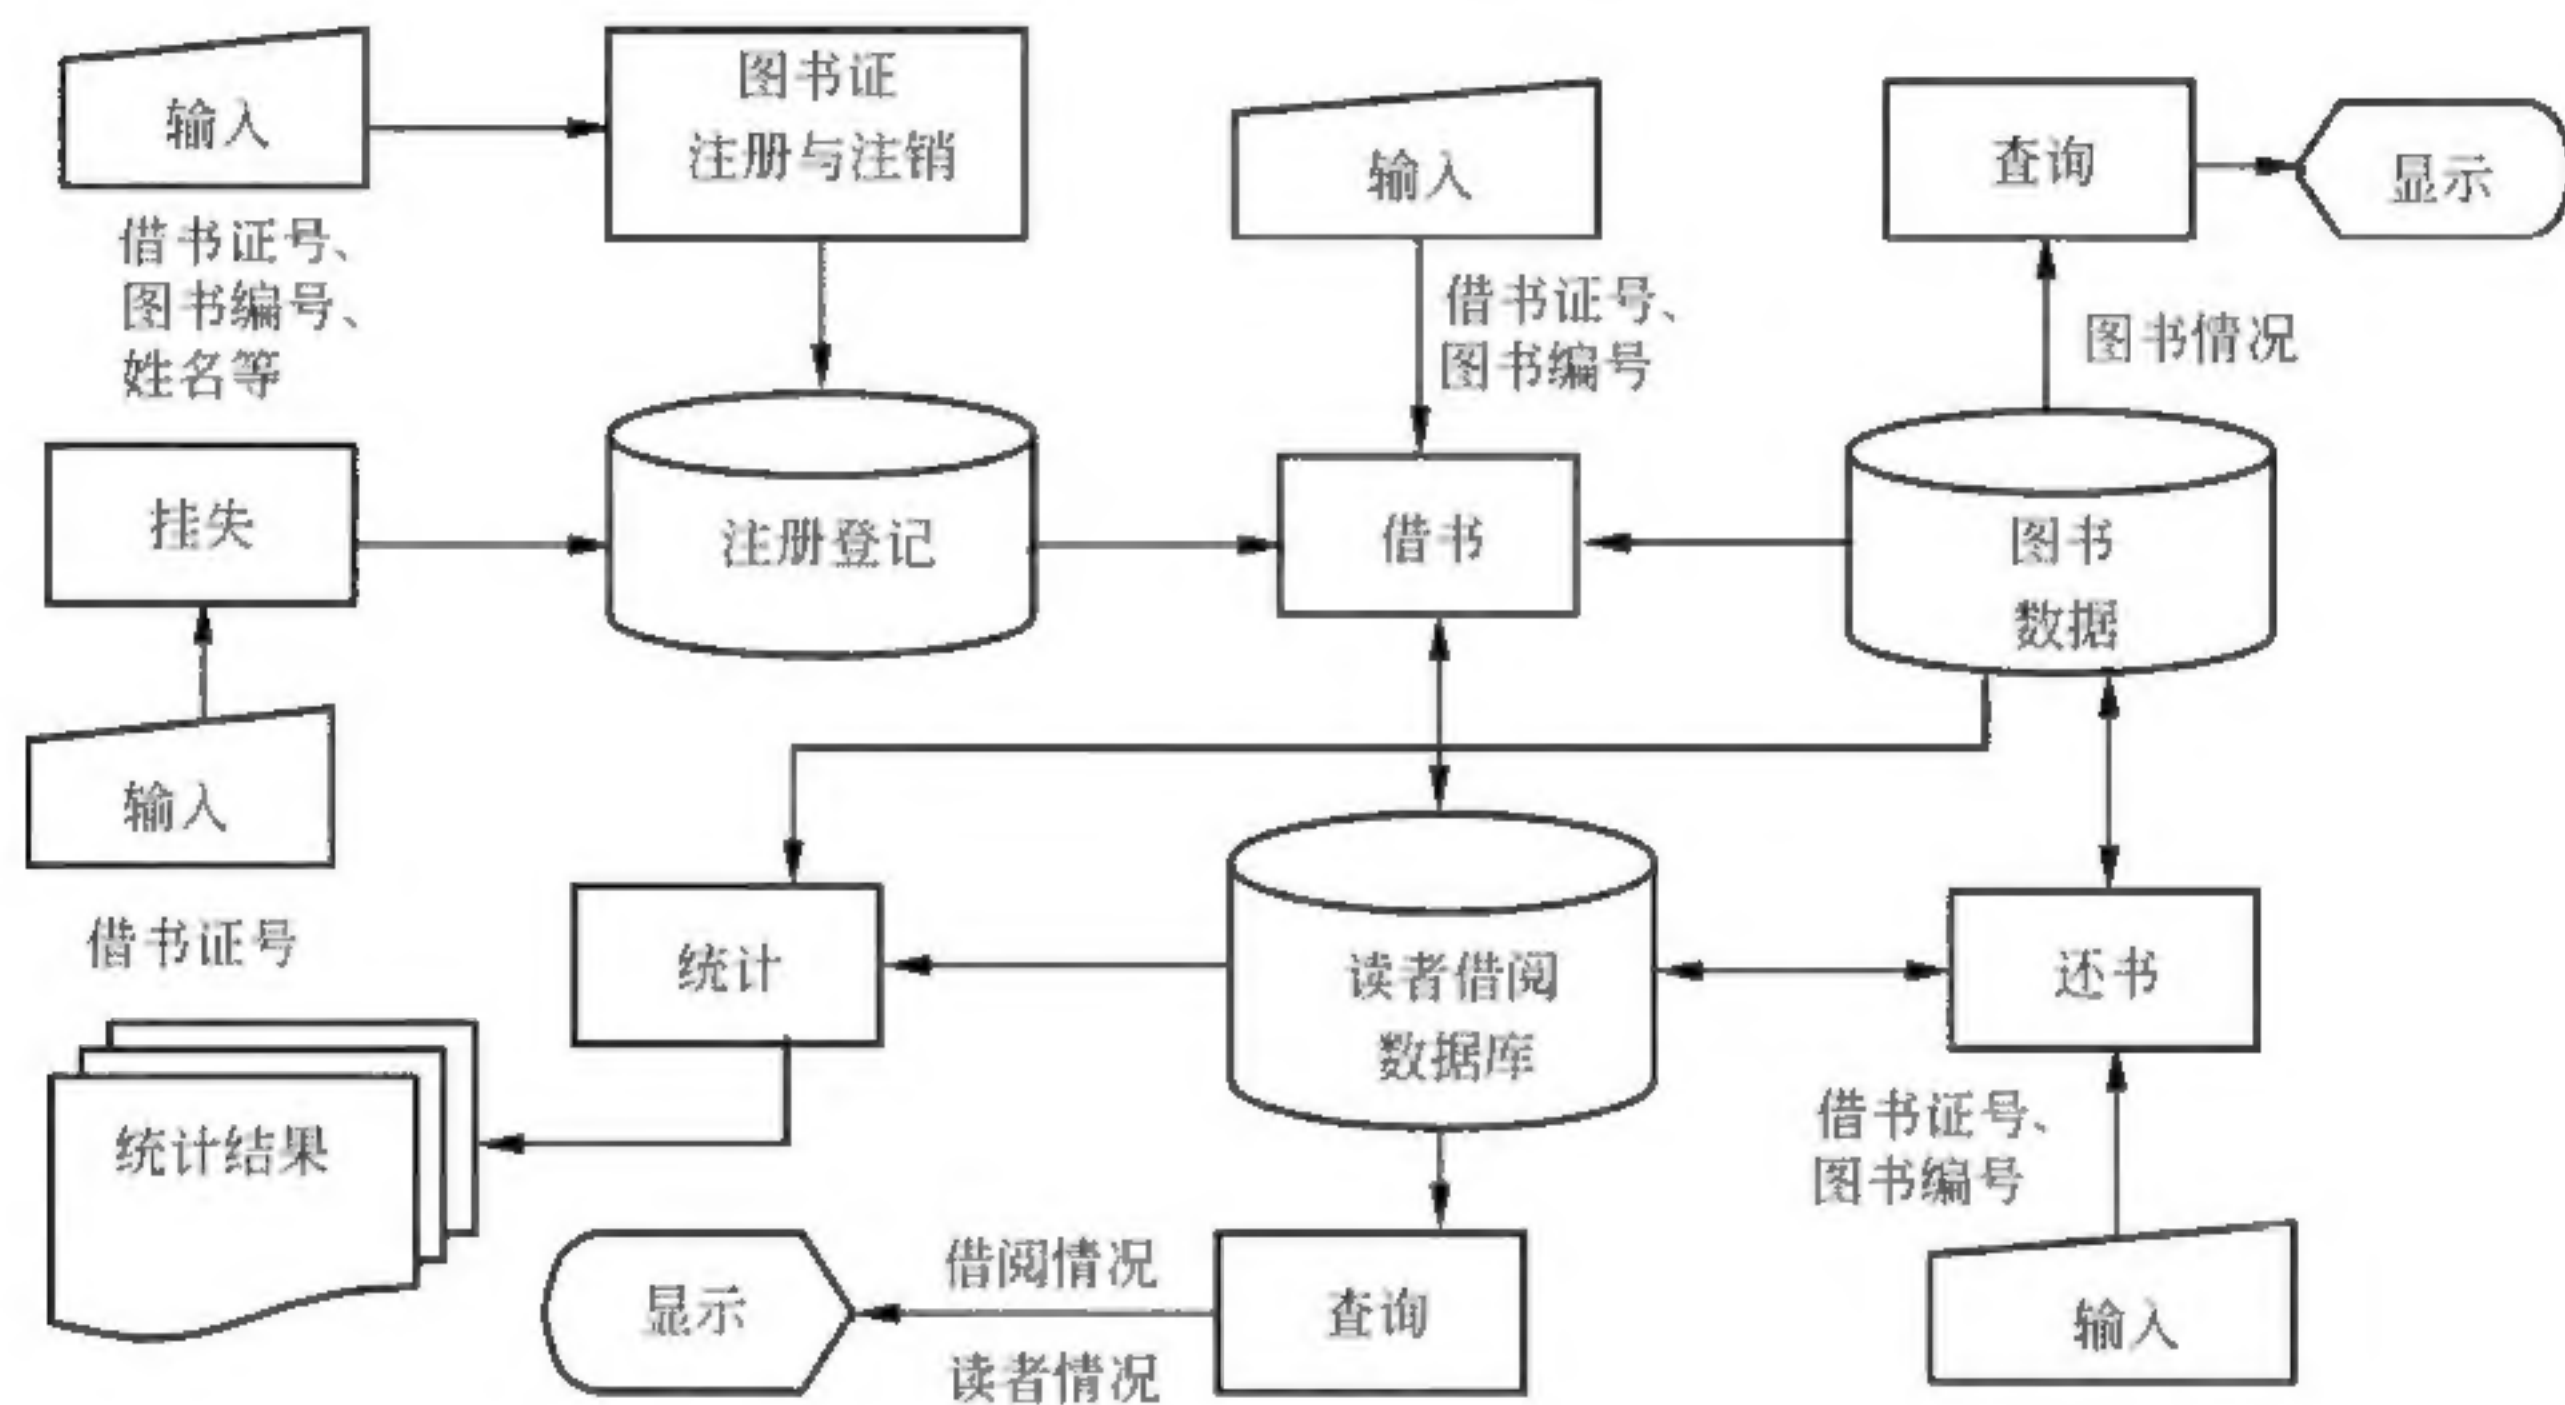 输入
图书证
注册与注销
借书证号、
图书编号、
姓名等
输入
借书证号、
图书编号
查询
显示
图书情况
挂失
注册登记
借书
图书
数据
输入
借书证号
统计
读者借阅
数据库
还书
统计结果
借书证号、
图书编号
显示
借阅情况
读者情况
查询
输入